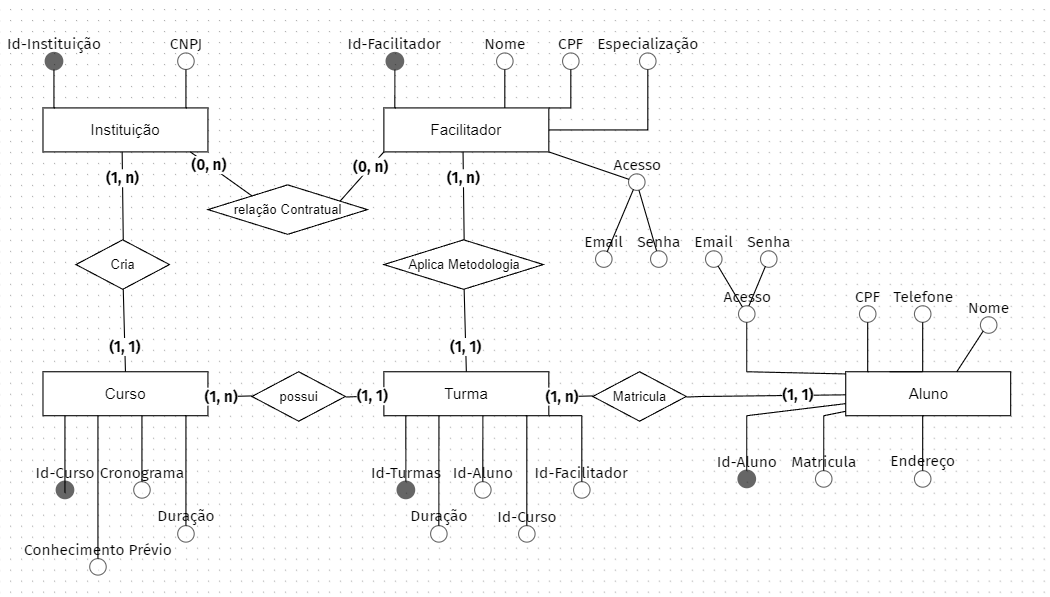 Id-Instituição
CNPJ
Id-Facilitador
Nome
CPF
Especialização
Instituição
Facilitador
(0, n)
(0, n)
Acesso
(1, n)
(1, n)
relação Contratual
Email
Senha
Email
Senha
Cria
Aplica Metodologia
Acesso
CPF
Telefone
Nome
(1, 1)
(1, 1)
Curso
(1, n)
possui
(1, 1)
Turma
(1, n)
Matricula
(1, 1)
Aluno
Id-Curso
Cronograma
Id-Turmas
Id-Aluno
Id-Facilitador
Id-Aluno
Matricula
Endereço
Duração
Duração
Id-Curso
Conhecimento Prévio